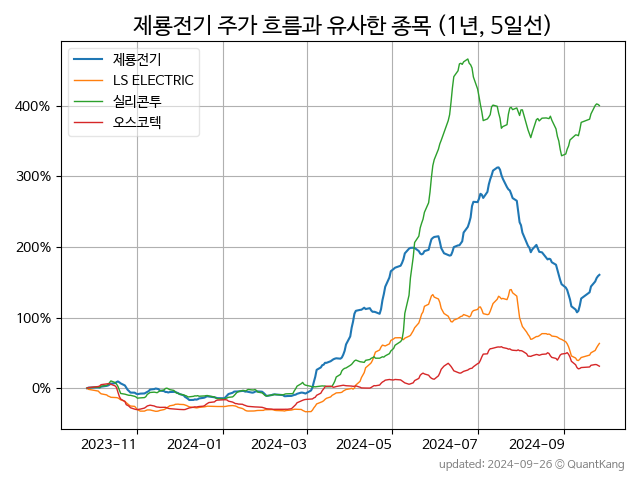 제룡전기 주가 흐름과 유사한 종목 (1년, 5일선)
제룡전기
LS ELECTRIC
실리콘투
오스코텍
400%
300%
200%
100%
0%
2023-11 2024-01 2024-03 2024-05 2024-07 2024-09
updated: 2024-09-26 © QuantKang